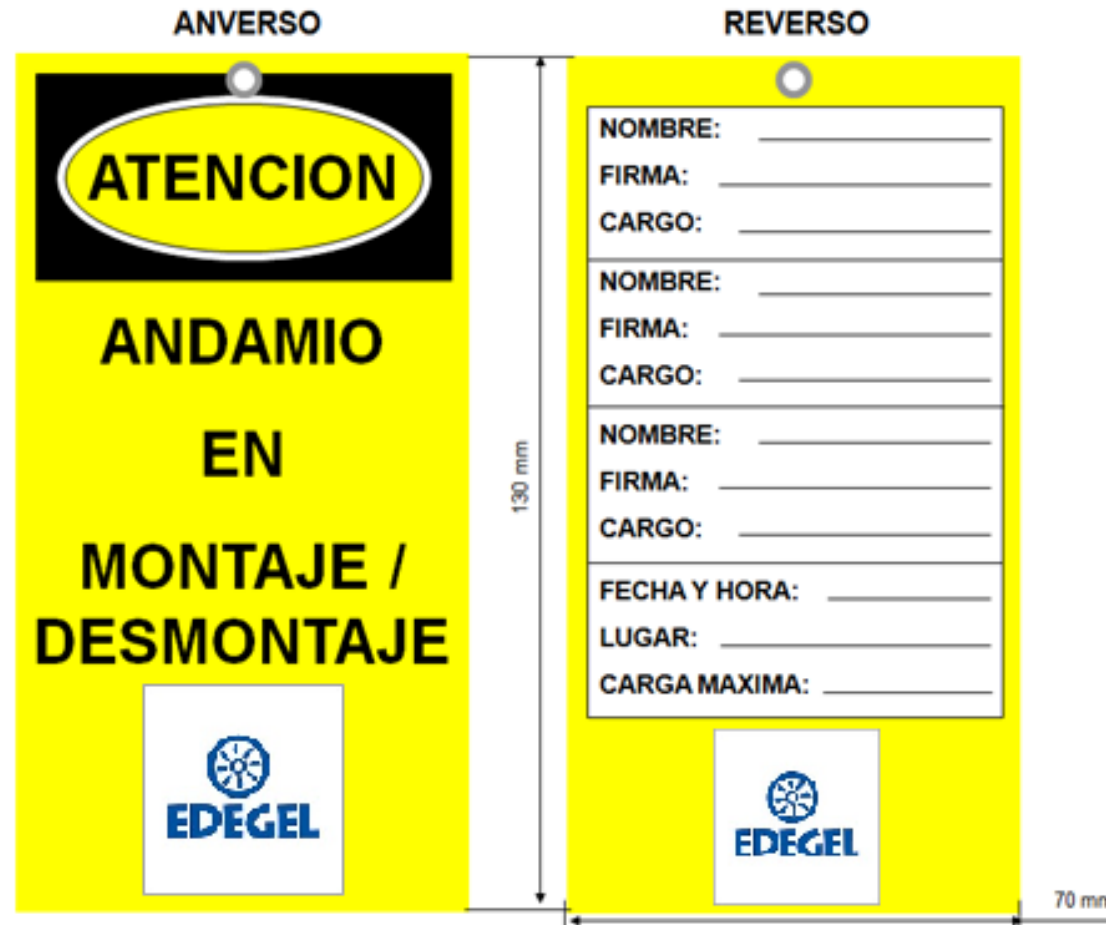 ANVERSO
ATENCION
ANDAMIO
EN
MONTAJE /
DESMONTAJE
EDEGEL
130 mm
REVERSO
NOMBRE:
FIRMA:
CARGO:
NOMBRE:
FIRMA:
CARGO:
NOMBRE:
FIRMA:
CARGO:
FECHA Y HORA:
LUGAR:
CARGA MAXIMA:
EDEGEL
70 mm